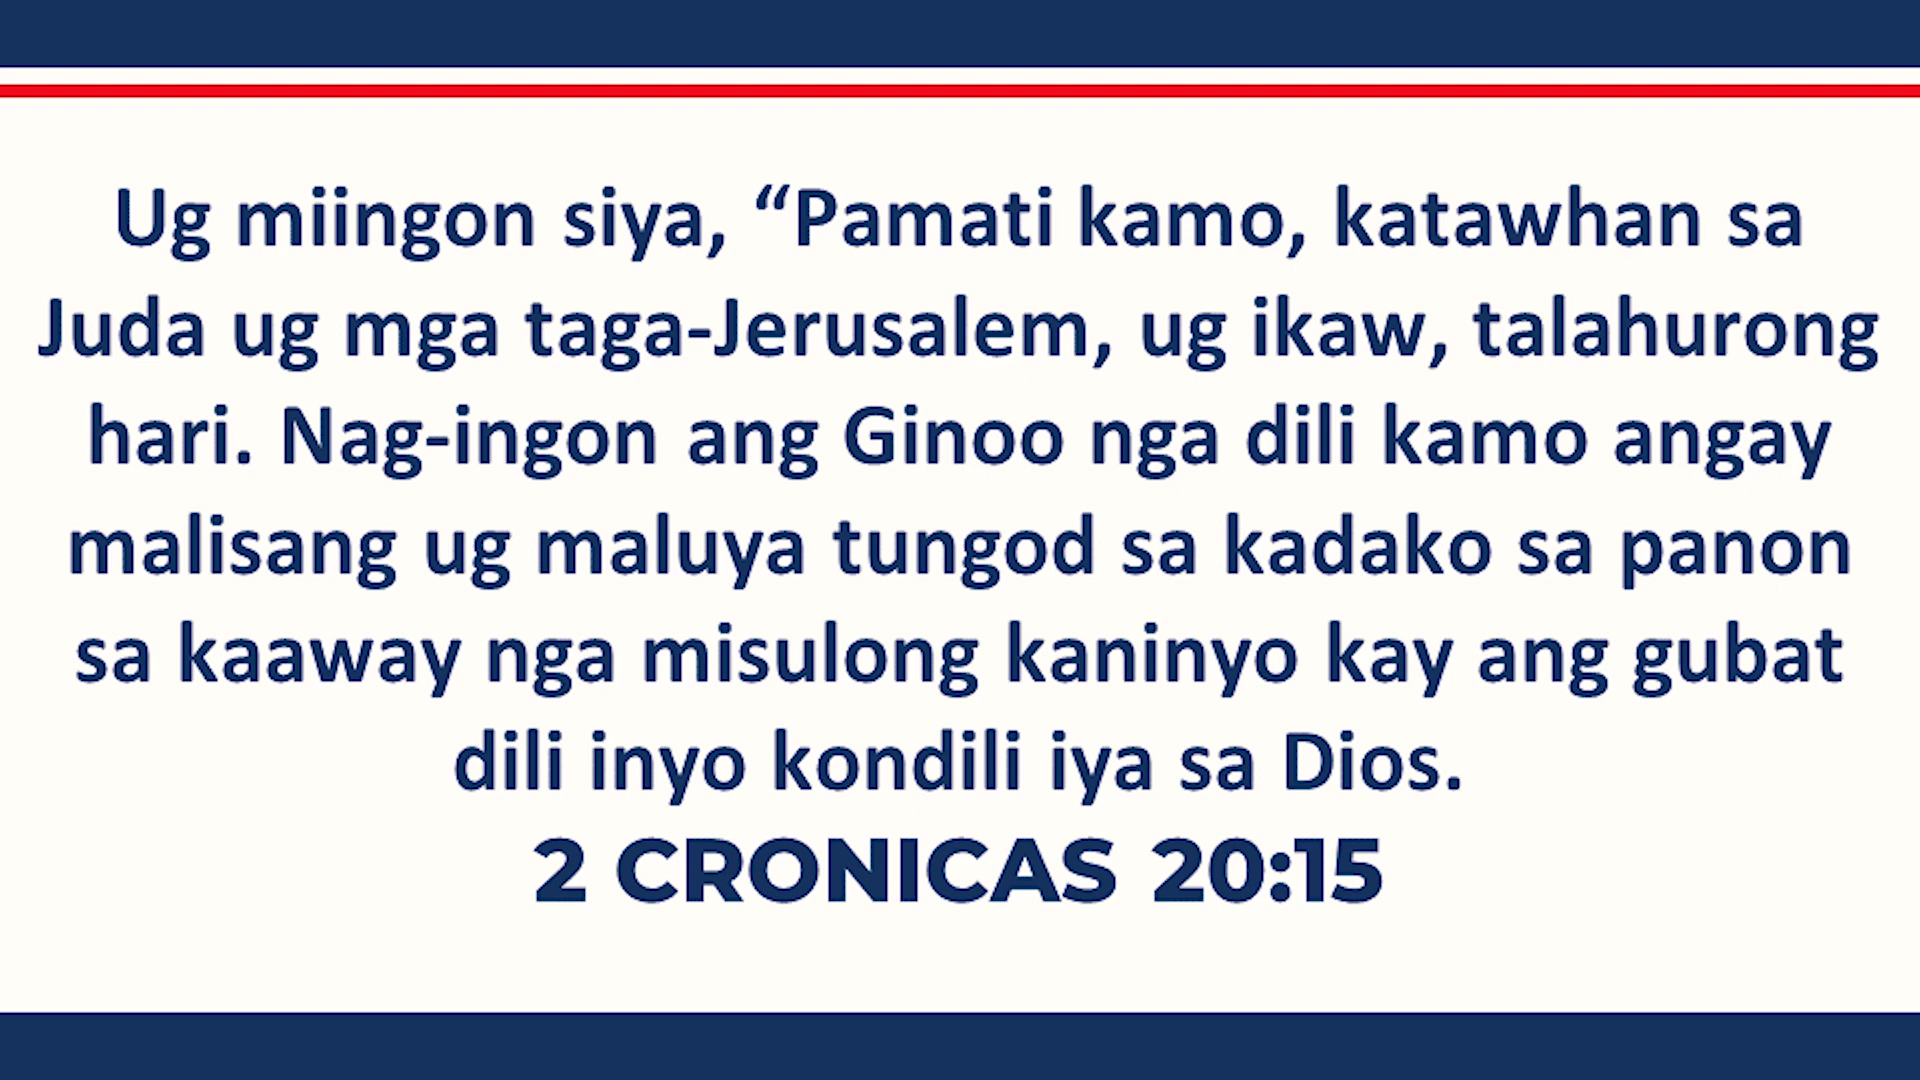 Ug miingon siya, “Pamati kamo, katawhan sa
Juda ug mga taga-Jerusalem, ug ikaw, talahurong
hari. Nag-ingon ang Ginoo nga dili kamo angay
malisang ug maluya tungod sa kadako sa panon
sa kaaway nga misulong kaninyo kay ang gubat
dili inyo kondili iya sa Dios.
2 CRONICAS 20:15